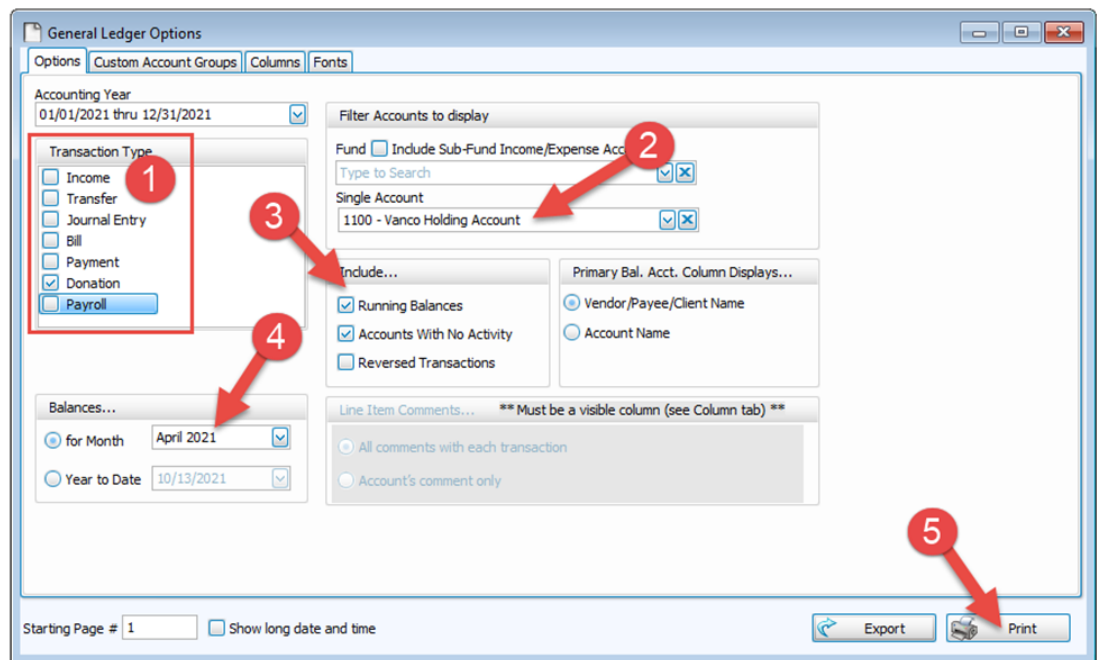 General Ledger Options
Options Custom Account Groups Columns Fonts
Accounting Year
01/01/2021 thru 12/31/2021
Transaction Type
1
Income
Transfer
Journal Entry
Bill
Payment
Donation
Payroll
Filter Accounts to display
Fund Include Sub-Fund Income/Expense
2
Type to Search
Single Account
1100 - Vanco Holding Account
3
Include...
Running Balances
Accounts With No Activity
Reversed Transactions
Primary Bal. Acct. Column Displays...
Vendor/Payee/Client Name
Account Name
4
Balances...
for Month April 2021
Year to Date 10/13/2021
Line Item Comments... ** Must be a visible column (see Column tab) **
All comments with each transaction
Account's comment only
5
Starting Page # 1 Show long date and time
Export Print